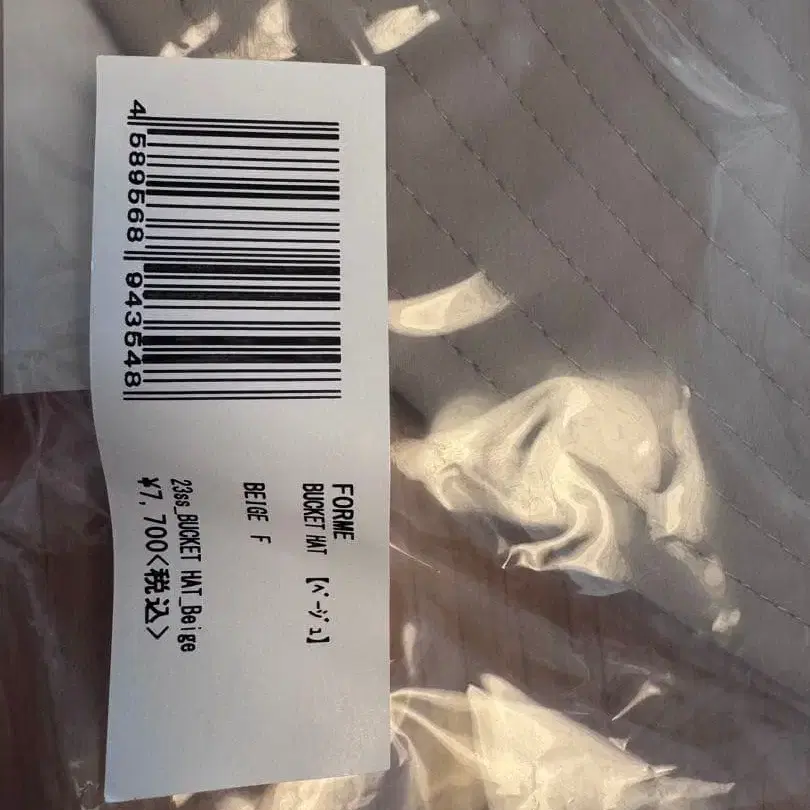 4 589568 943548
FORME
BUCKET HAT 【ﾍﾞｰｼﾞｭ】
BEIGE F
23ss_BUCKET HAT_Beige
¥7,700<税込>